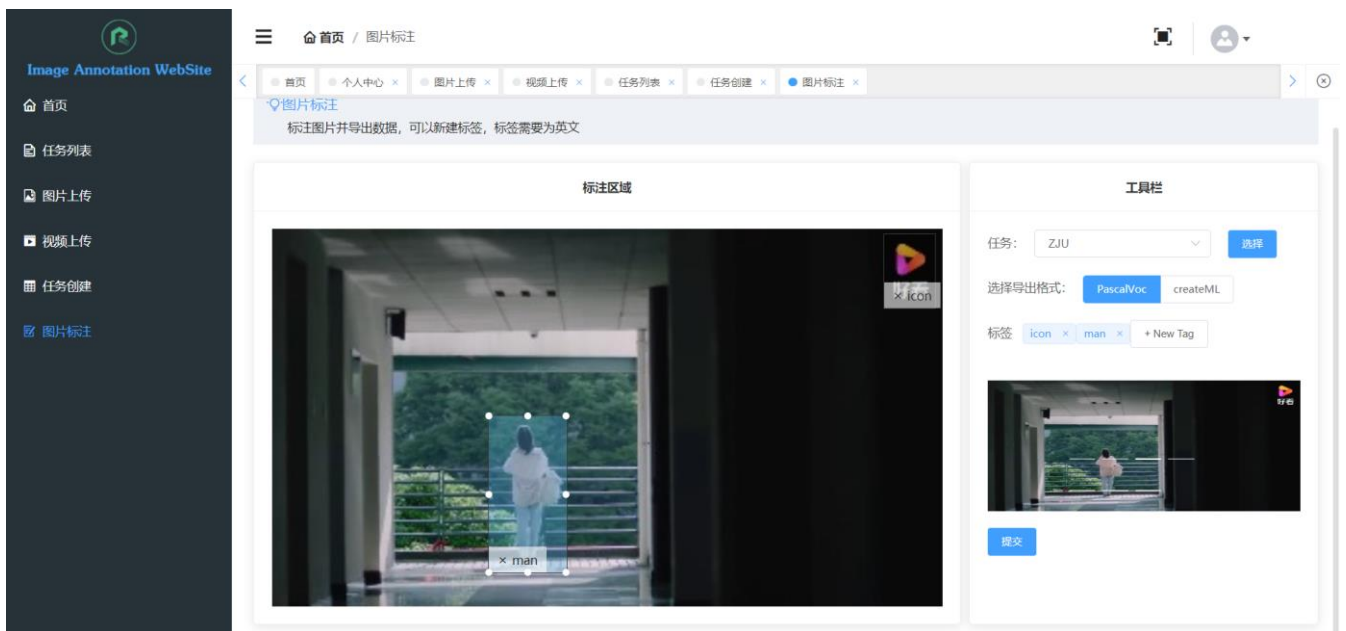 Image Annotation WebSite
首页
任务列表
图片上传
视频上传
任务创建
图片标注
首页 / 图片标注
首页 个人中心 × 图片上传 × 视频上传 × 任务列表 × 任务创建 × 图片标注 ×
图片标注
标注图片并导出数据，可以新建标签，标签需要为英文
标注区域
好看
× icon
× man
工具栏
任务： ZJU 选择
选择导出格式： PascalVoc createML
标签 icon × man × + New Tag
好看
提交